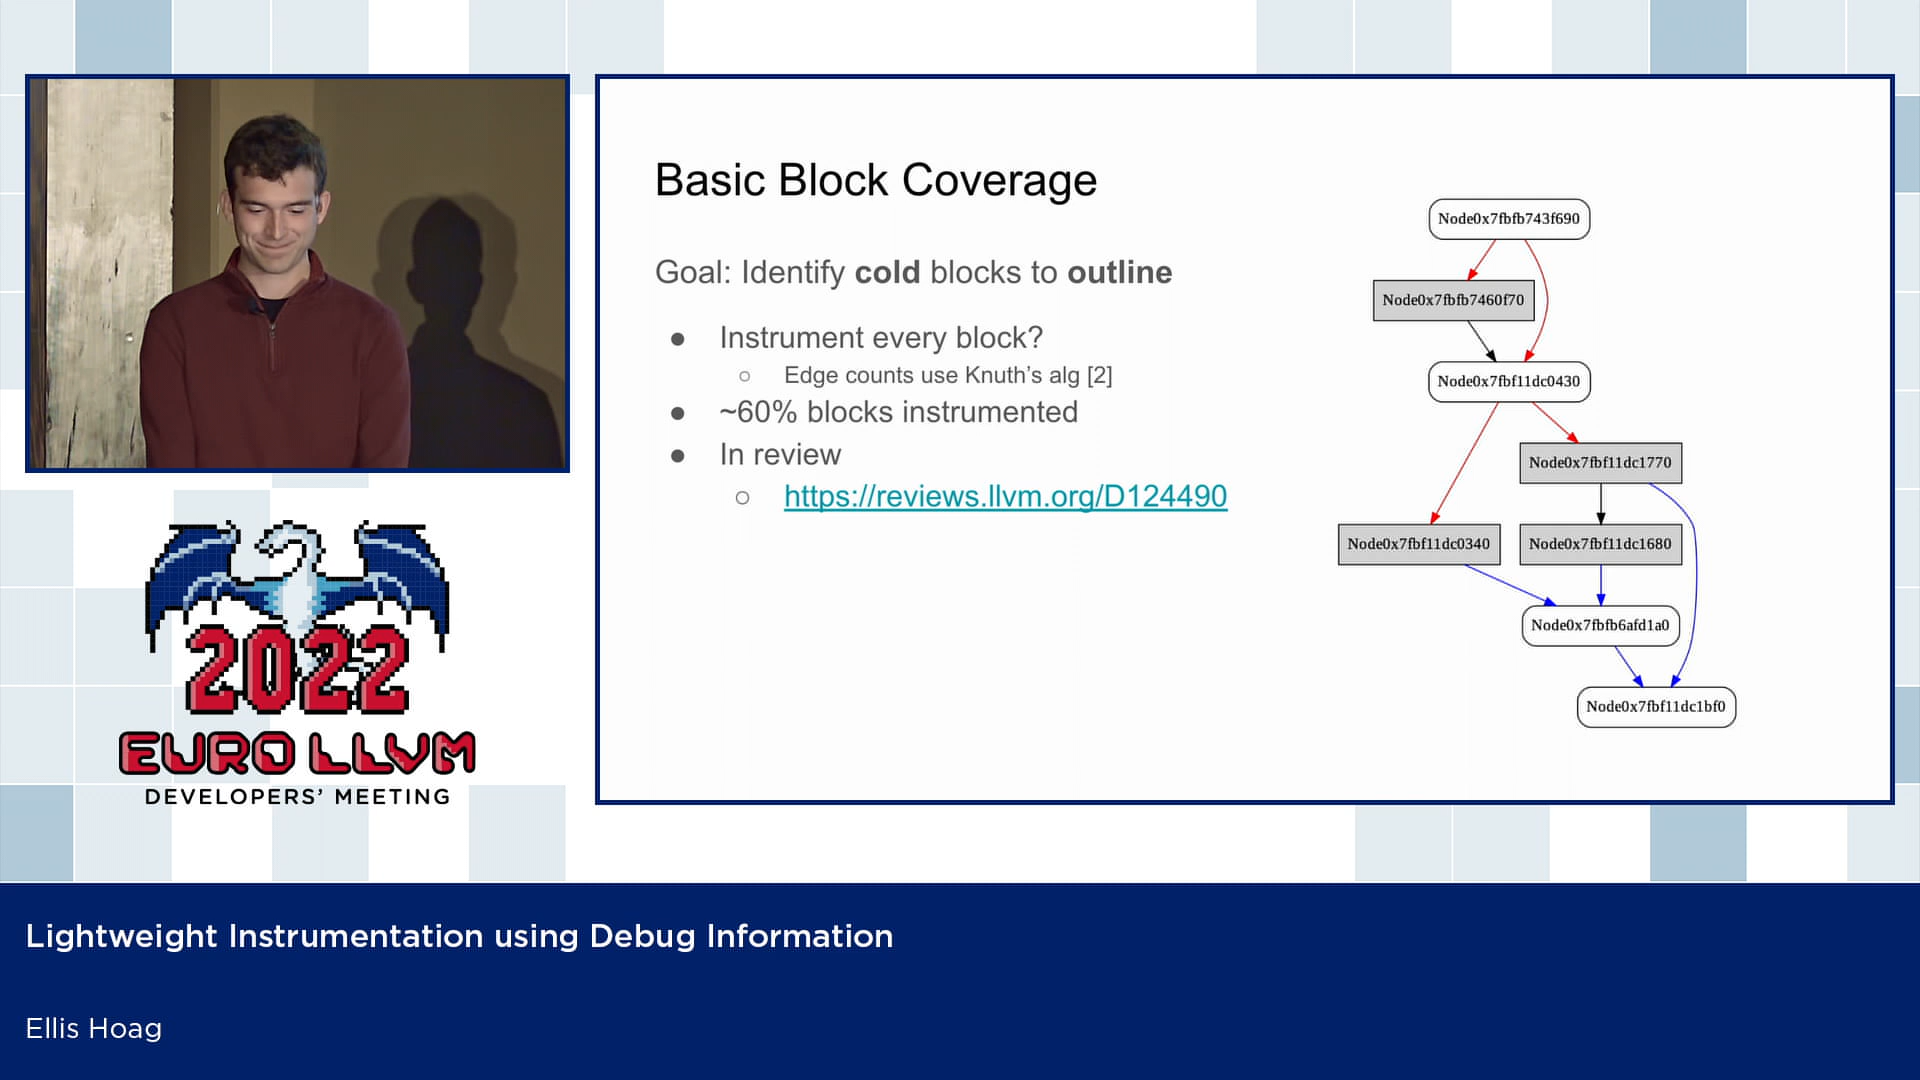 Basic Block Coverage
Goal: Identify cold blocks to outline
● Instrument every block?
○ Edge counts use Knuth's alg [2]
● ~60% blocks instrumented
● In review
○ https://reviews.llvm.org/D124490
Node0x7fbfb743f690
Node0x7fbfb7460f70
Node0x7fbf11dc0430
Node0x7fbf11dc1770
Node0x7fbf11dc0340
Node0x7fbf11dc1680
Node0x7fbfb6afd1a0
Node0x7fbf11dc1bf0
2022
EURO LLVM
DEVELOPERS' MEETING
Lightweight Instrumentation using Debug Information
Ellis Hoag